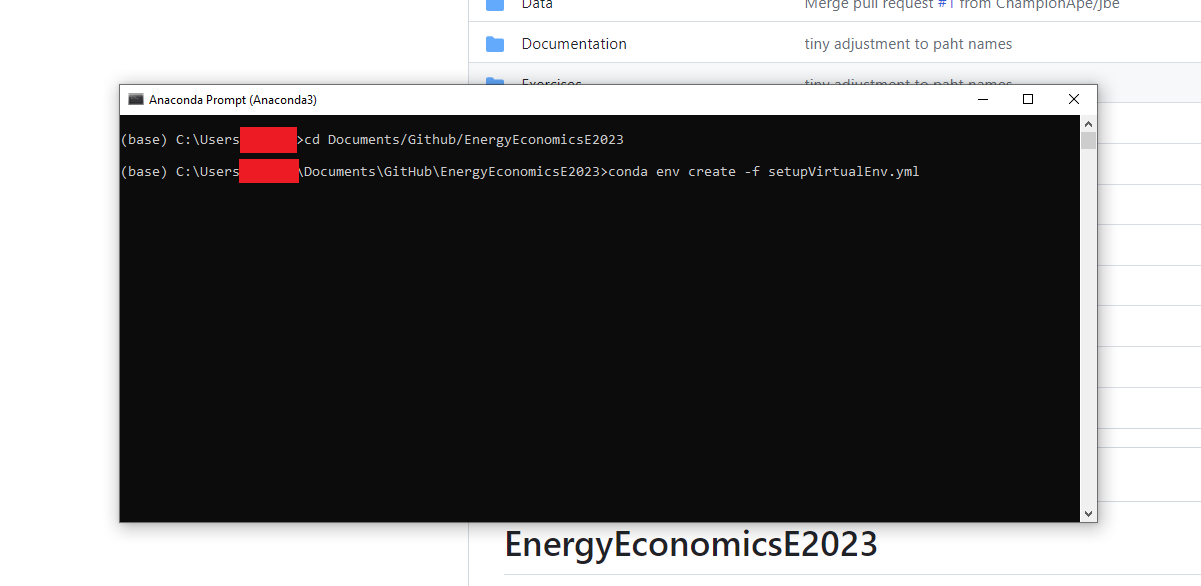 Data
Merge pull request #1 from ChampionApe/jbe
Documentation
tiny adjustment to paht names
Exercises
tiny adjustment to paht names
Anaconda Prompt (Anaconda3)
(base) C:\Users >cd Documents/Github/EnergyEconomicsE2023
(base) C:\Users \Documents\GitHub\EnergyEconomicsE2023>conda env create -f setupVirtualEnv.yml
EnergyEconomicsE2023